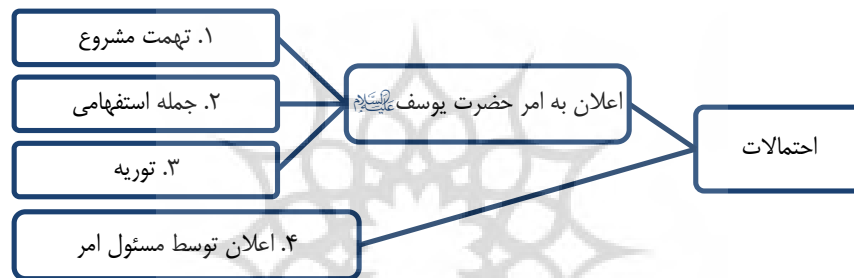 احتمالات
اعلان به امر حضرت یوسف علیه‌السلام
۱. تهمت مشروع
۲. جمله استفهامی
۳. توریه
۴. اعلان توسط مسئول امر